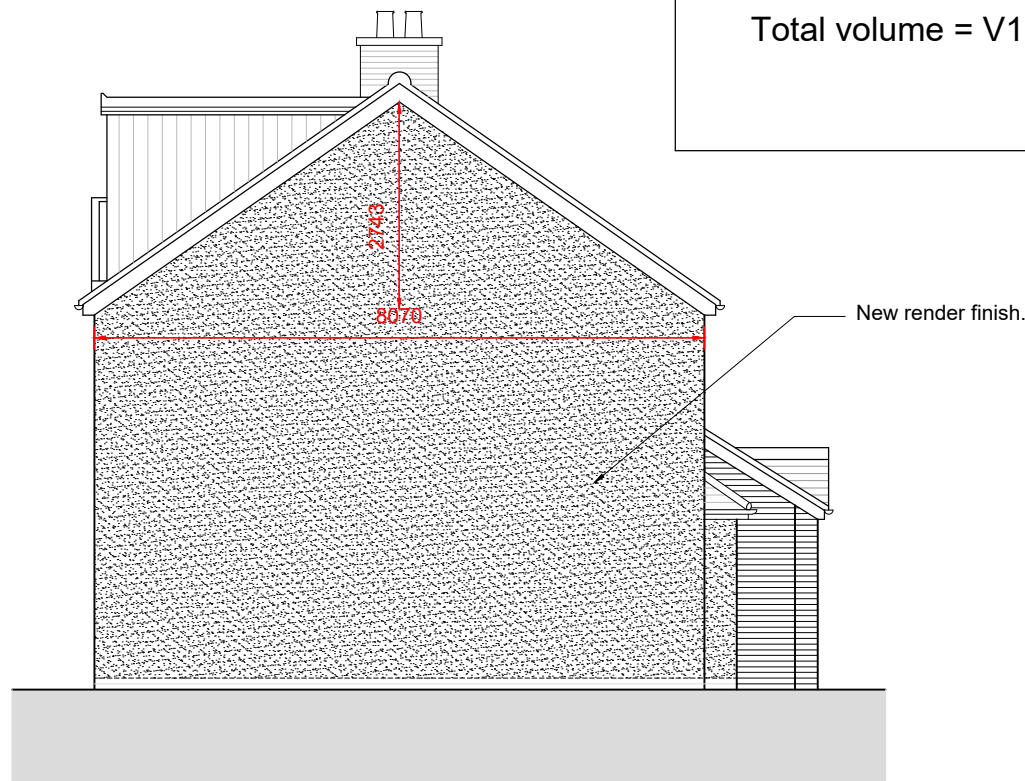 Total volume = V1
2743
8070
New render finish.